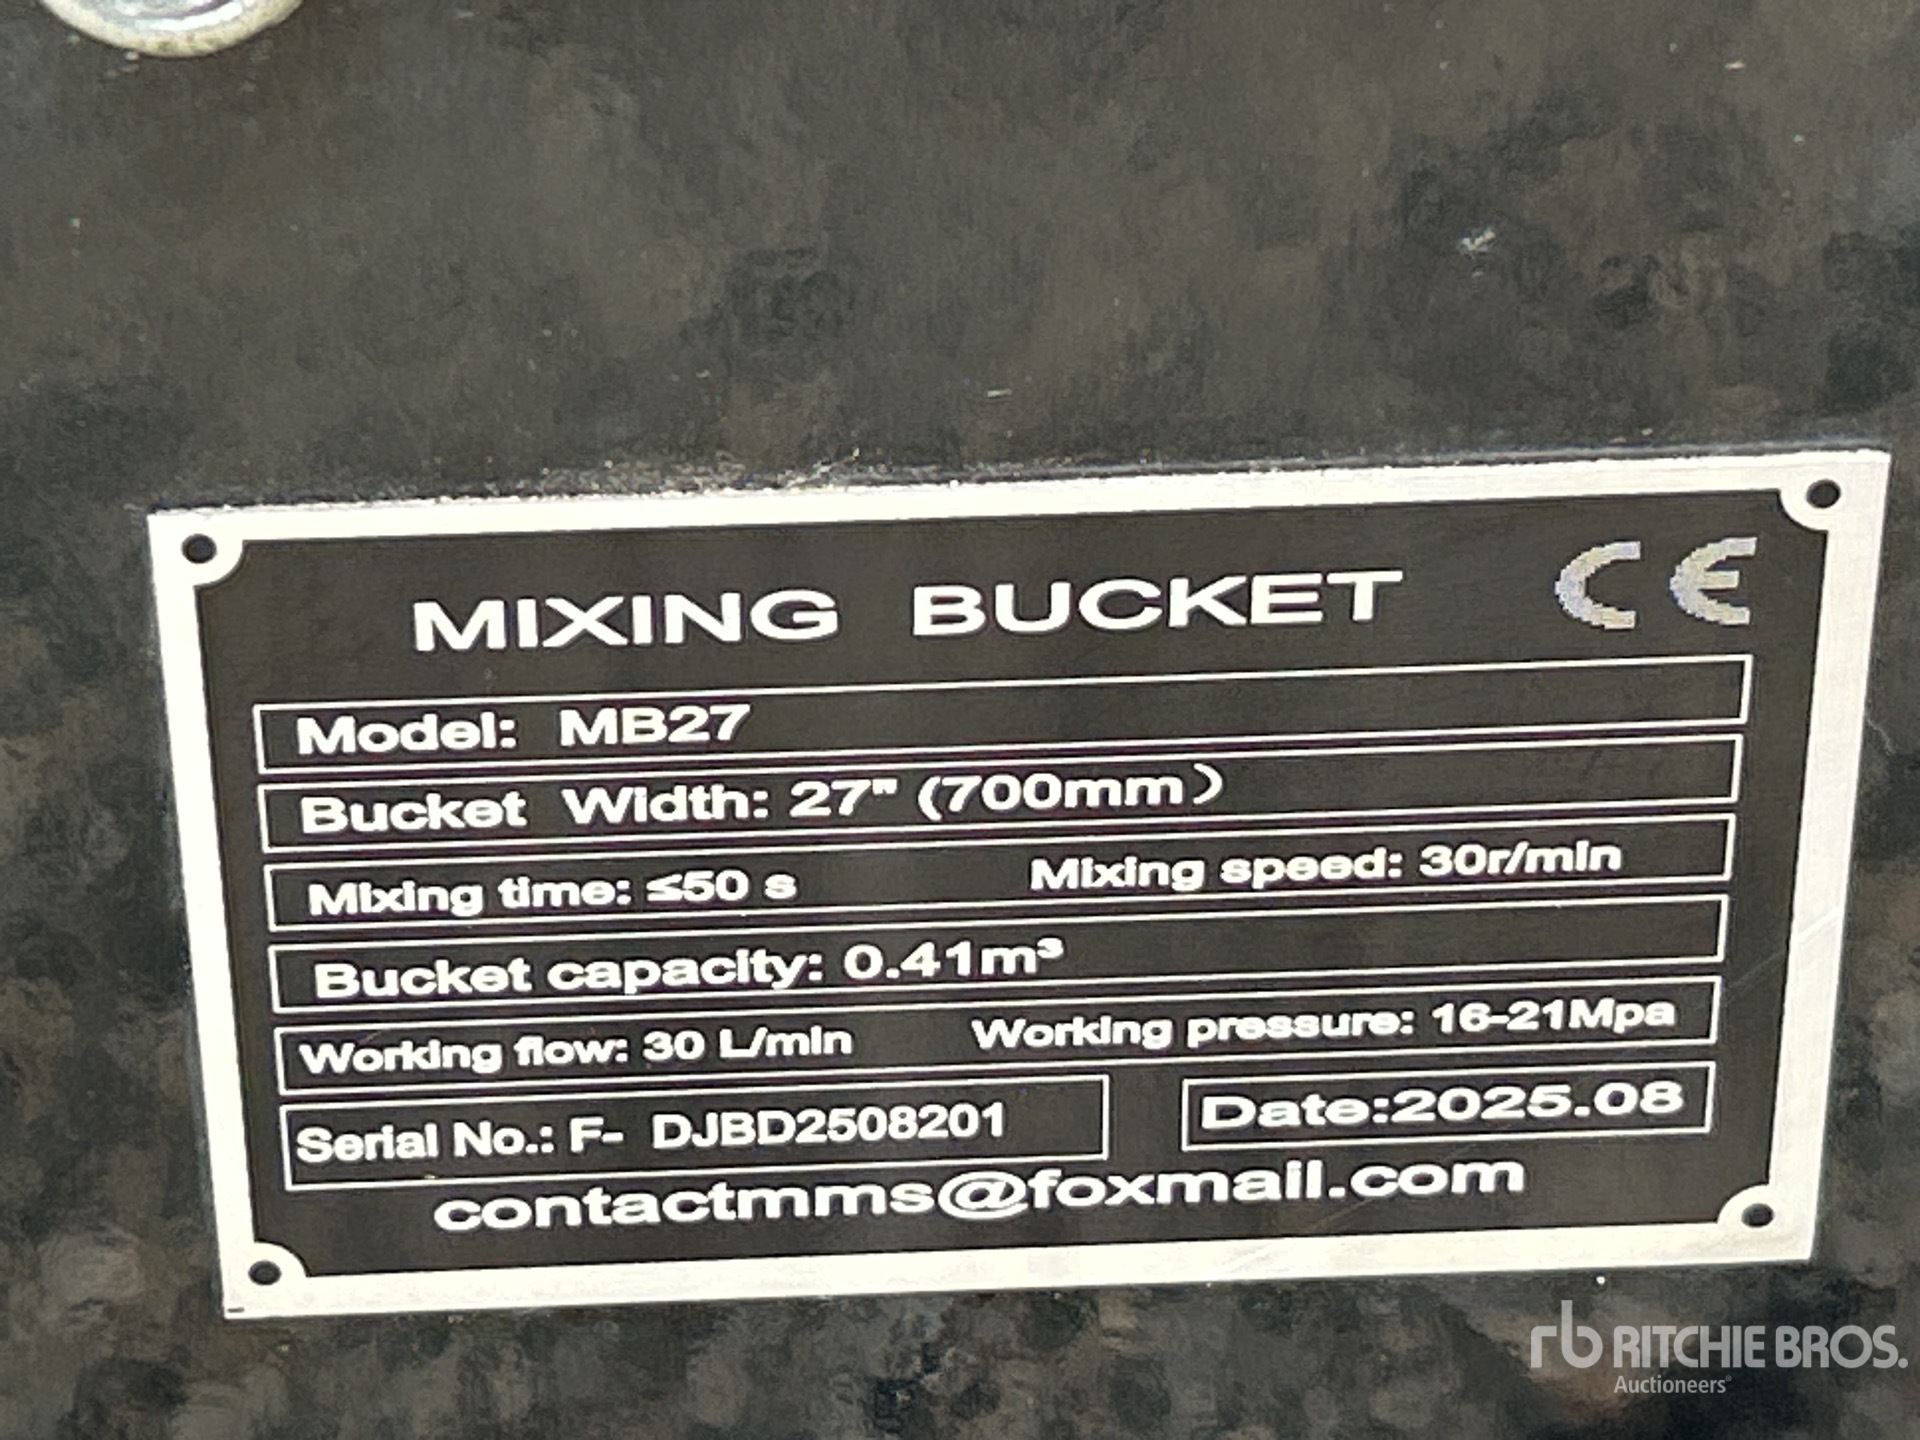 MIXING BUCKET CE
Model: MB27
Bucket Width: 27" (700mm)
Mixing time: ≤50 s Mixing speed: 30r/min
Bucket capacity: 0.41m³
Working flow: 30 L/min Working pressure: 16-21Mpa
Serial No.: F- DJBD2508201 Date:2025.08
contactmms@foxmail.com
rb RITCHIE BROS.
Auctioneers